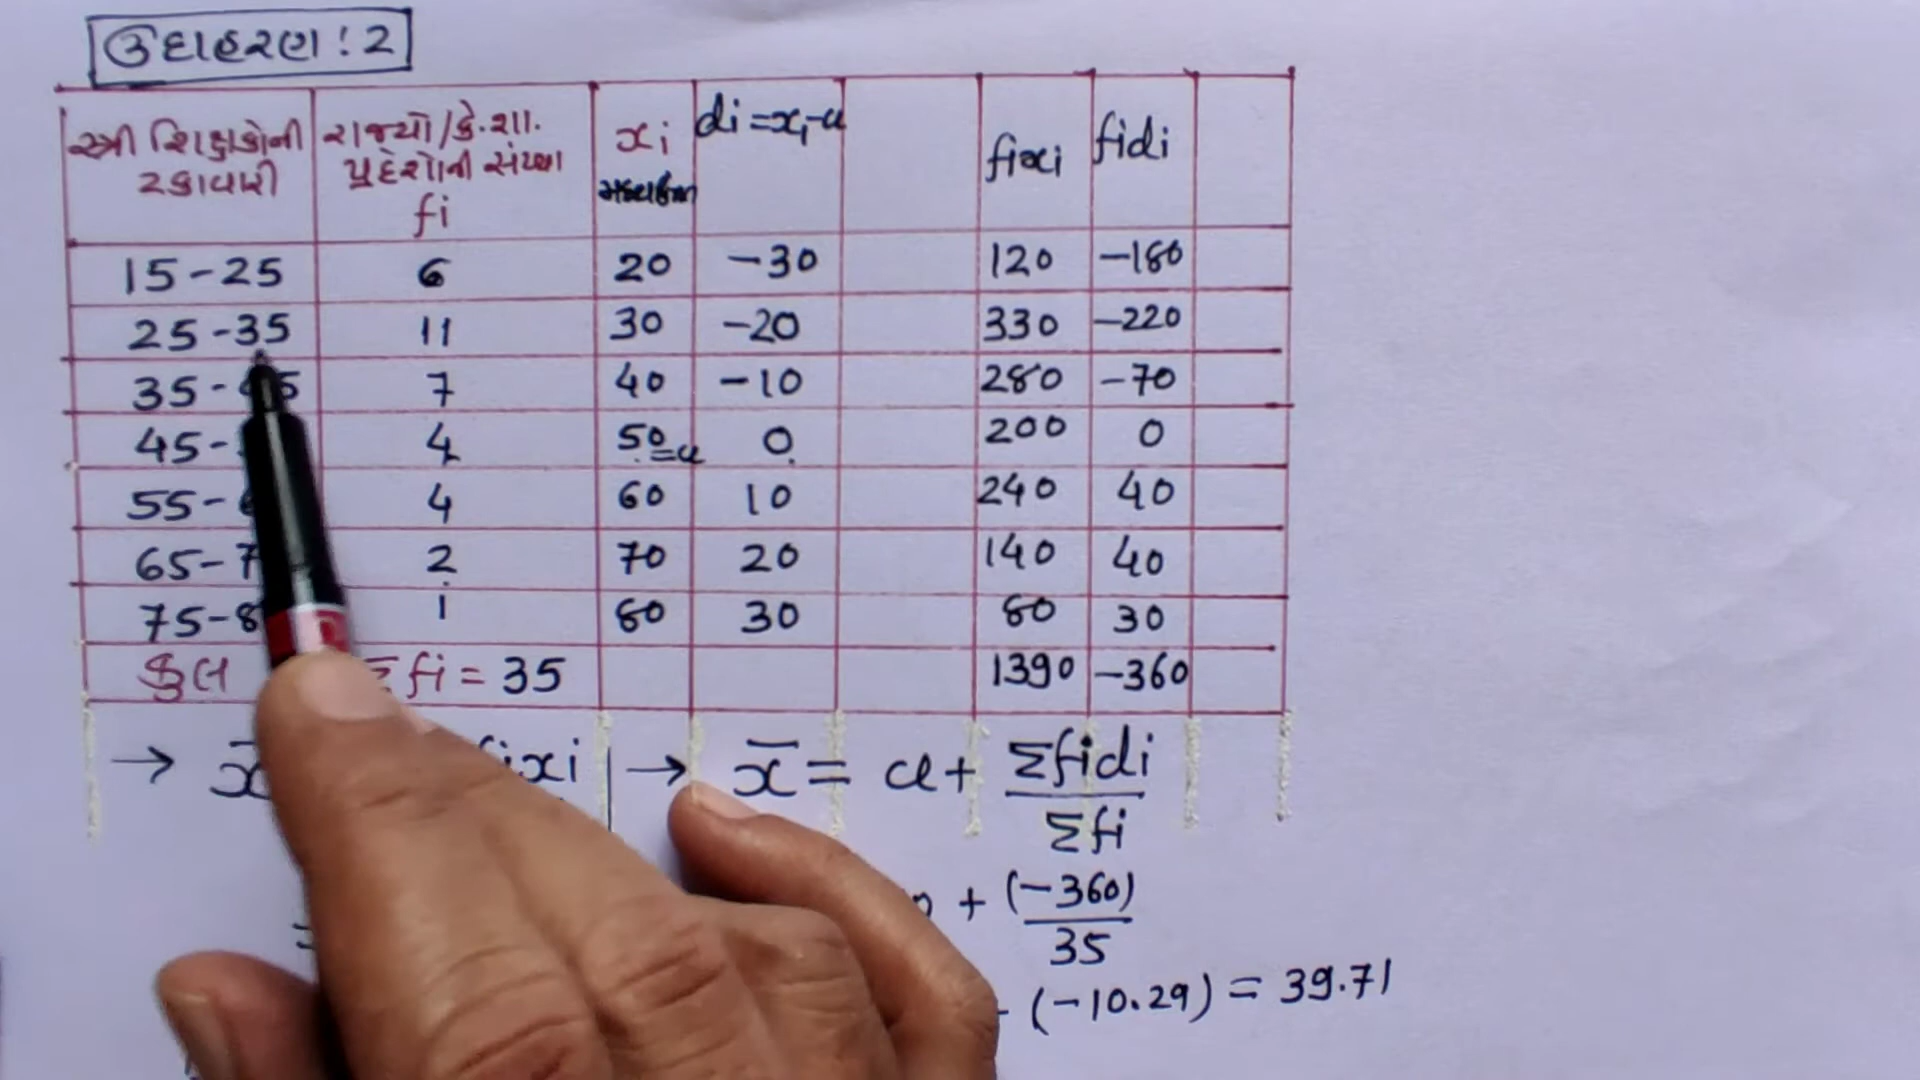 ઉદાહરણ : 2
સ્ત્રી શિક્ષકોની ટકાવારી | રાજ્યો/કે.શા. પ્રદેશોની સંખ્યા fi | xi મધ્યકિંમત | di = xi - a | fixi | fidi
15-25 6 20 -30 120 -180
25-35 11 30 -20 330 -220
35- 7 40 -10 280 -70
45- 4 50 = a 0 200 0
55- 4 60 10 240 40
65- 2 70 20 140 40
75- 1 80 30 80 30
કુલ Σfi = 35 1390 -360
→ x̄ fixi → x̄ = a + Σfidi / Σfi
+ (-360) / 35
(-10.29) = 39.71